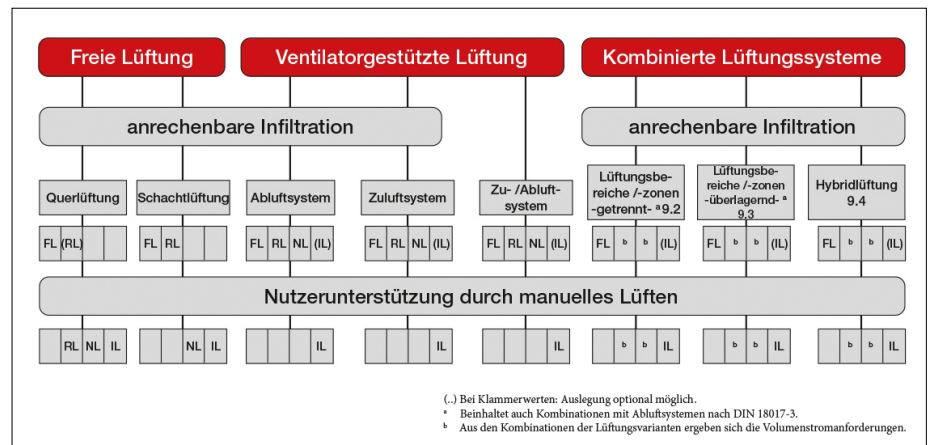 Freie Lüftung
Ventilatorgestützte Lüftung
Kombinierte Lüftungssysteme
anrechenbare Infiltration
anrechenbare Infiltration
Querlüftung
Schachtlüftung
Abluftsystem
Zuluftsystem
Zu- /Abluft-
system
Lüftungsbe-
reiche /-zonen
-getrennt- ª9.2
Lüftungsbe-
reiche /-zonen
-überlagernd- ª
9.3
Hybridlüftung
9.4
FL (RL)
FL RL
FL RL NL (IL)
FL RL NL (IL)
FL RL NL (IL)
FL ᵇ ᵇ (IL)
FL ᵇ ᵇ (IL)
FL ᵇ ᵇ (IL)
Nutzerunterstützung durch manuelles Lüften
RL NL IL
NL IL
IL
IL
IL
ᵇ ᵇ IL
ᵇ ᵇ IL
ᵇ ᵇ IL
(..) Bei Klammerwerten: Auslegung optional möglich.
ª Beinhaltet auch Kombinationen mit Abluftsystemen nach DIN 18017-3.
ᵇ Aus den Kombinationen der Lüftungsvarianten ergeben sich die Volumenstromanforderungen.